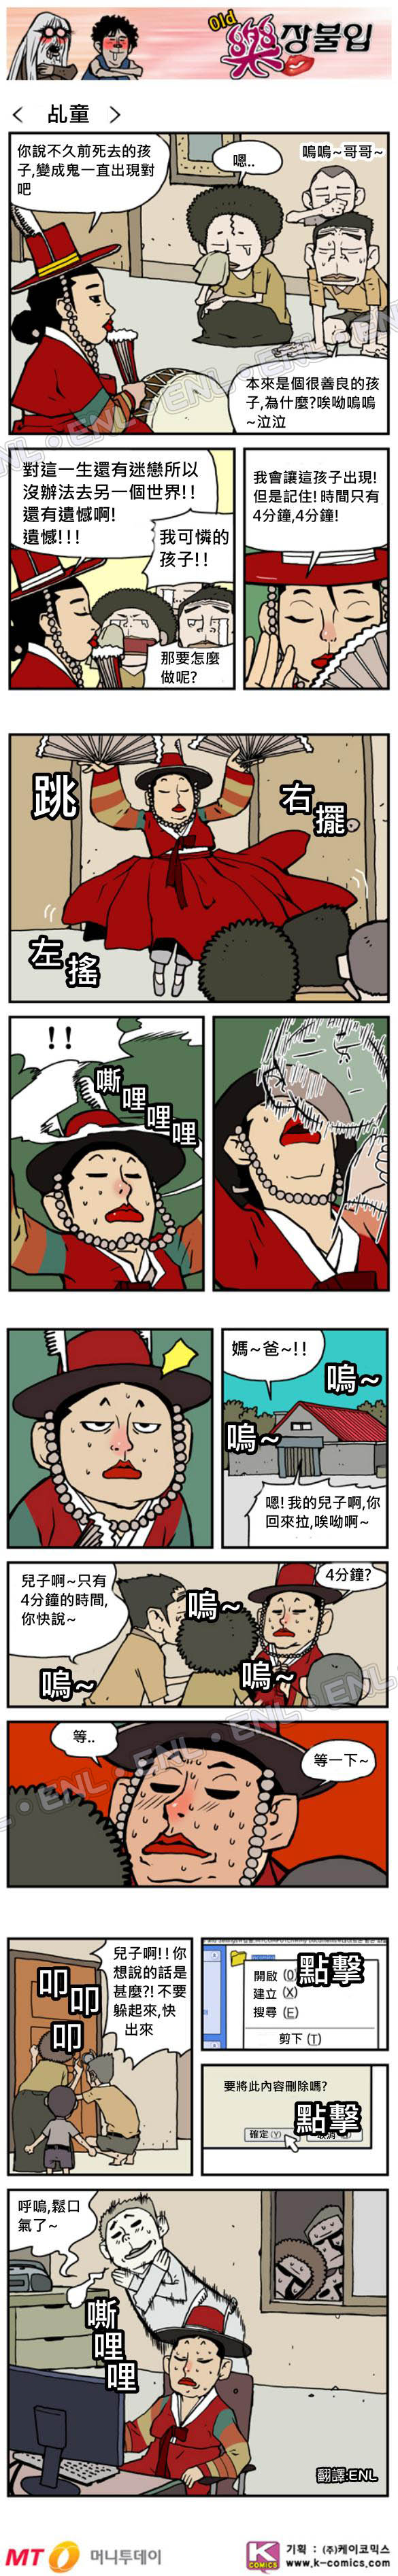 Old
樂장불입
< 乩童 >
你說不久前死去的孩
子,變成鬼一直出現對
吧
嗯..
嗚嗚~哥哥~
本來是個很善良的孩
子,為什麼?唉呦嗚嗚
~泣泣
對這一生還有迷戀所以
沒辦法去另一個世界!!
還有遺憾啊!
遺憾!!!
我可憐的
孩子!!
那要怎麼
做呢?
我會讓這孩子出現!
但是記住!時間只有
4分鐘,4分鐘!
跳
右擺
左搖
!!
嘶哩哩哩
媽~爸~!!
嗚~
嗚~
嗯!我的兒子啊,你
回來拉,唉呦啊~
兒子啊~只有
4分鐘的時間,
你快說~
嗚~
4分鐘?
嗚~
嗚~
等..
等一下~
兒子啊!!你
想說的話是
甚麼?!不要
躲起來,快
出來
叩叩叩
點擊
開啟 (O)
建立 (X)
搜尋 (E)
剪下 (T)
要將此內容刪除嗎?
點擊
確定 (Y)
取消
呼嗚,鬆口
氣了~
嘶哩哩
翻譯:ENL
MT 머니투데이
K COMICS
기획 : (주)케이코믹스
www.k-comics.com
ENL·ENL·ENL·ENL
ENL·ENL·ENL·ENL